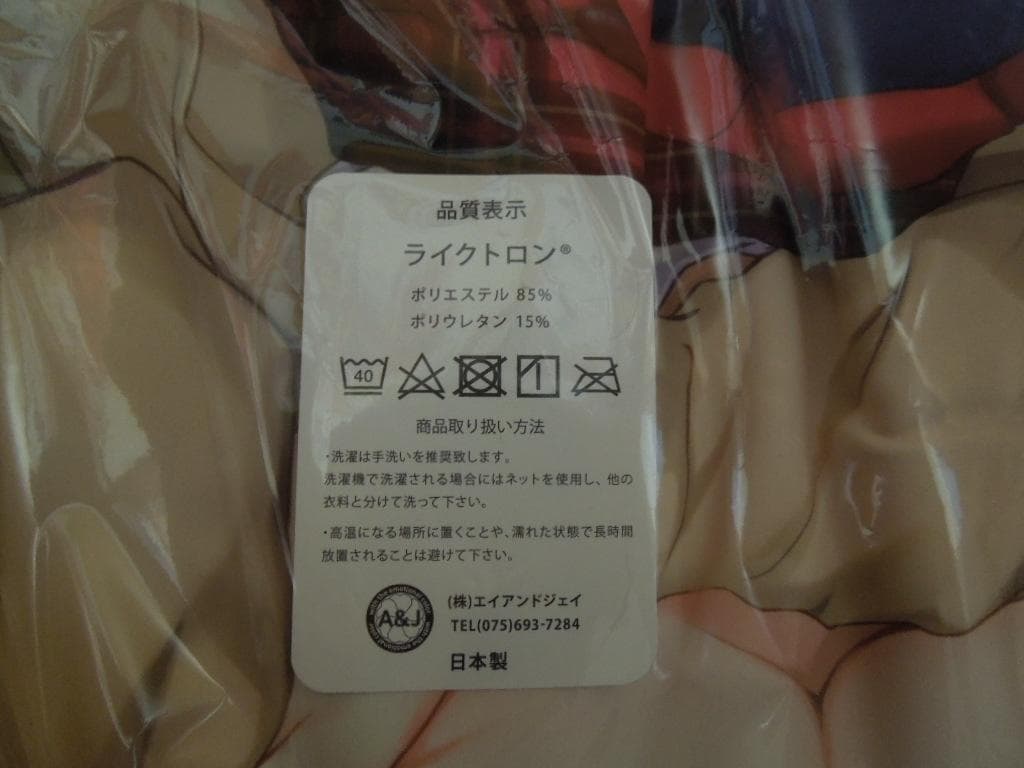 品質表示
ライクトロン®
ポリエステル 85%
ポリウレタン 15%
40
商品取り扱い方法
・洗濯は手洗いを推奨致します。
洗濯機で洗濯される場合にはネットを使用し、他の
衣料と分けて洗って下さい。
・高温になる場所に置くことや、濡れた状態で長時間
放置されることは避けて下さい。
A&J
(株)エイアンドジェイ
TEL(075)693-7284
日本製